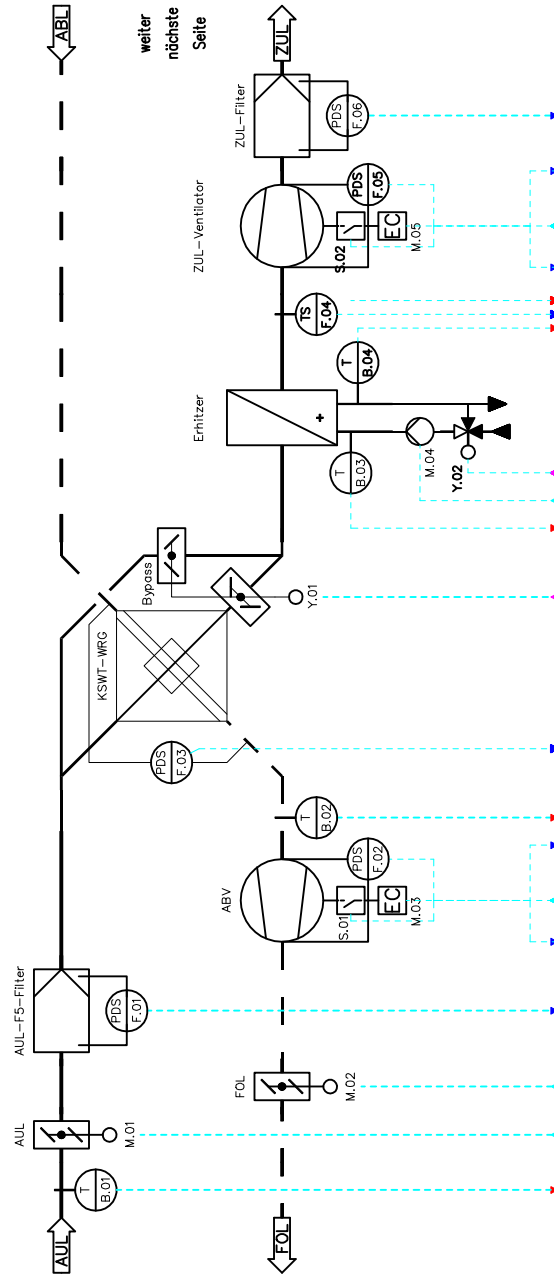 ABL
weiter
nächste
Seite
ZUL
ZUL-Filter
PDS
F.06
ZUL-Ventilator
PDS
F.05
S.02
EC
M.05
TS
F.04
T
B.04
Erhitzer
+
T
B.03
M.04
Y.02
Bypass
Y.01
KSWT-WRG
PDS
F.03
T
B.02
ABV
PDS
F.02
S.01
EC
M.03
AUL-F5-Filter
PDS
F.01
FOL
M.02
AUL
M.01
T
B.01
AUL
FOL